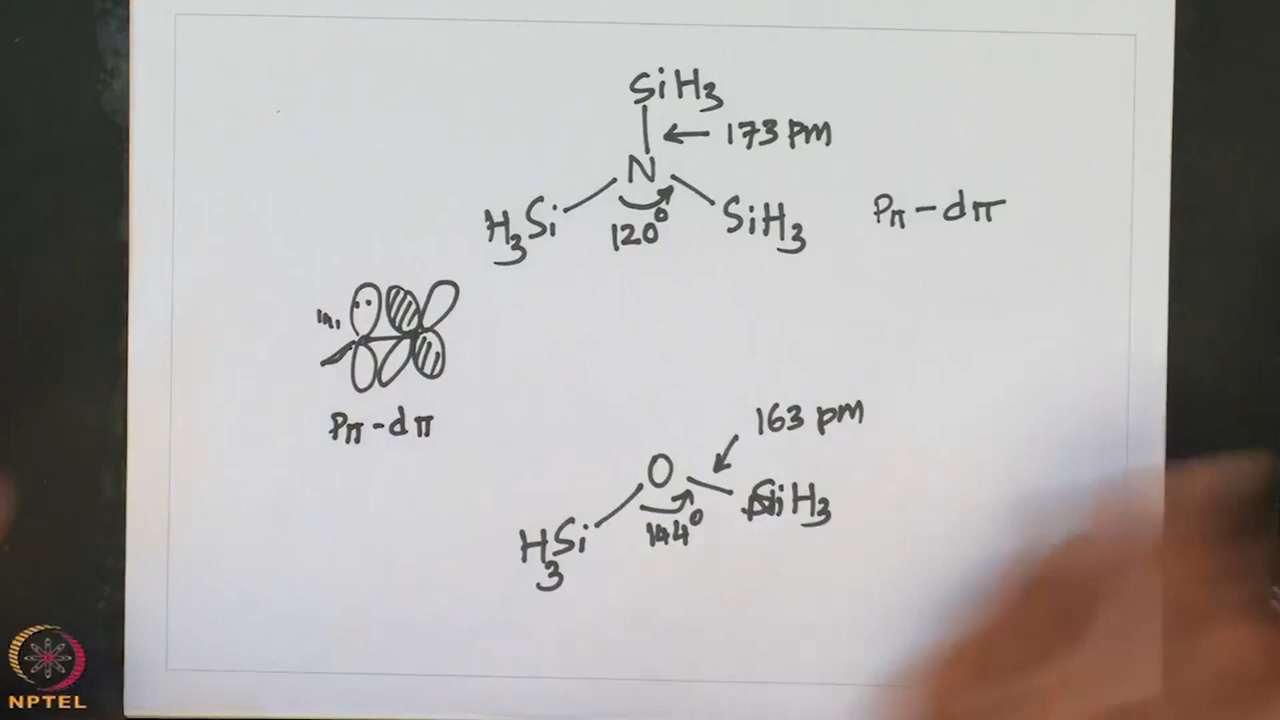 SiH3
173 pm
N
H3Si
120°
SiH3
Pπ-dπ
Pπ-dπ
163 pm
O
H3Si
144°
SiH3
NPTEL